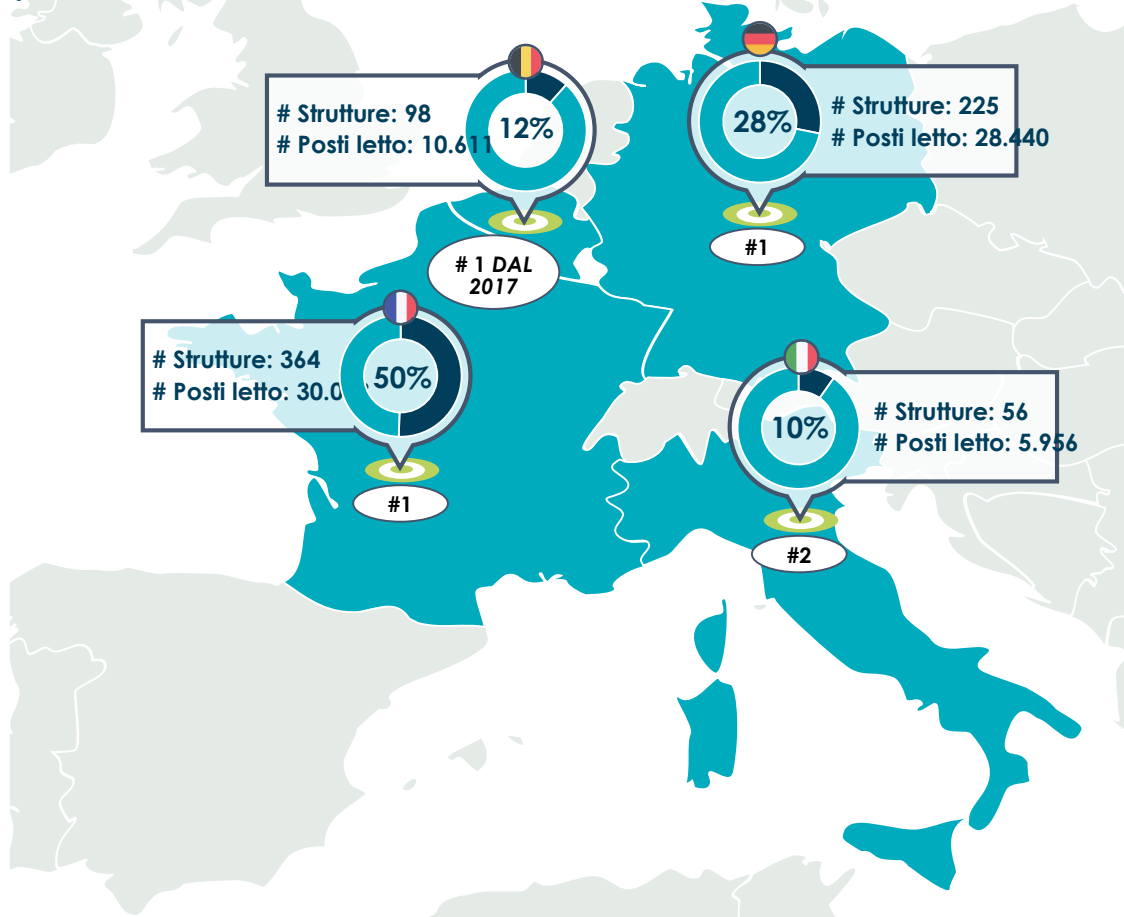 # Strutture: 98
# Posti letto: 10.611
12%
# 1 DAL
2017
28%
# Strutture: 225
# Posti letto: 28.440
#1
# Strutture: 364
# Posti letto: 30.0
50%
#1
10%
# Strutture: 56
# Posti letto: 5.956
#2